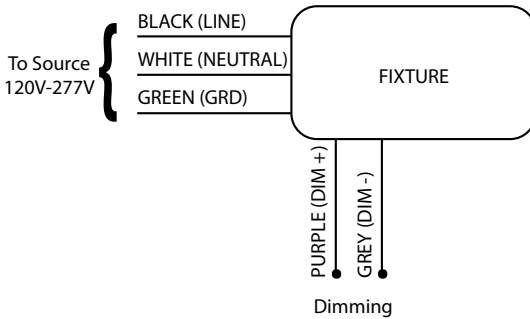 BLACK (LINE)
WHITE (NEUTRAL)
GREEN (GRD)
To Source
120V-277V
FIXTURE
PURPLE (DIM +)
GREY (DIM -)
Dimming